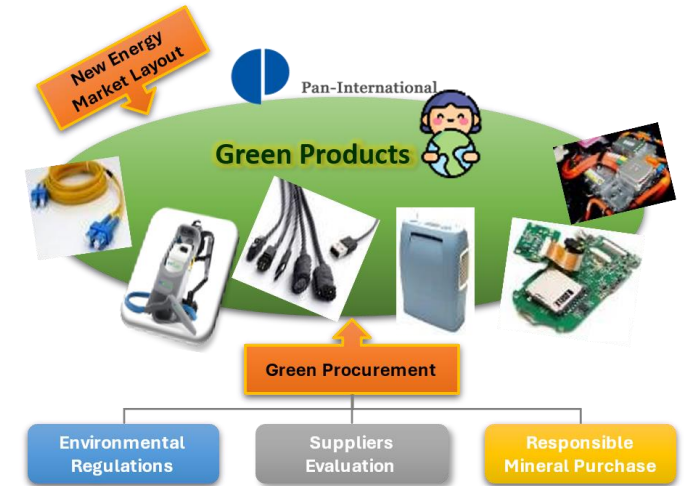 New Energy
Market Layout
Pan-International
Green Products
Green Procurement
Environmental
Regulations
Suppliers
Evaluation
Responsible
Mineral Purchase